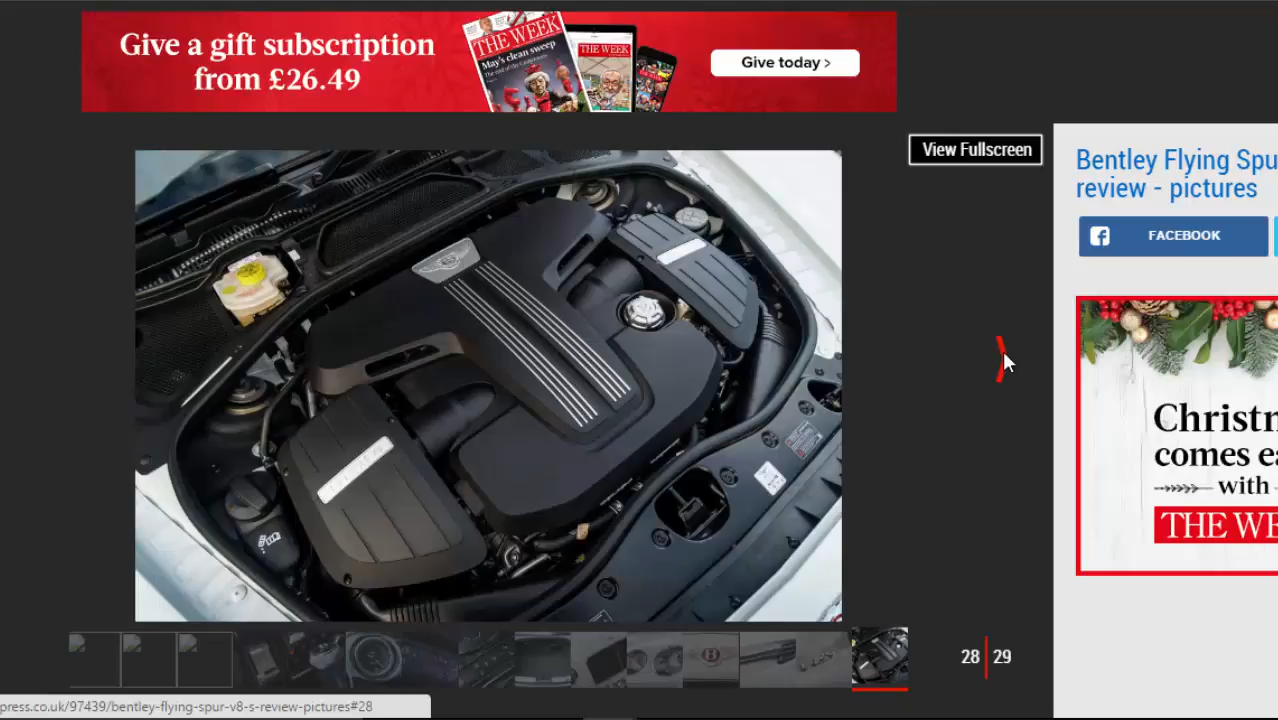 Give a gift subscription
from £26.49
THE WEEK
May's clean sweep
THE WEEK
Give today >
View Fullscreen
Bentley Flying Spu
review - pictures
FACEBOOK
Christm
comes ea
with
THE WE
28 29
press.co.uk/97439/bentley-flying-spur-v8-s-review-pictures#28